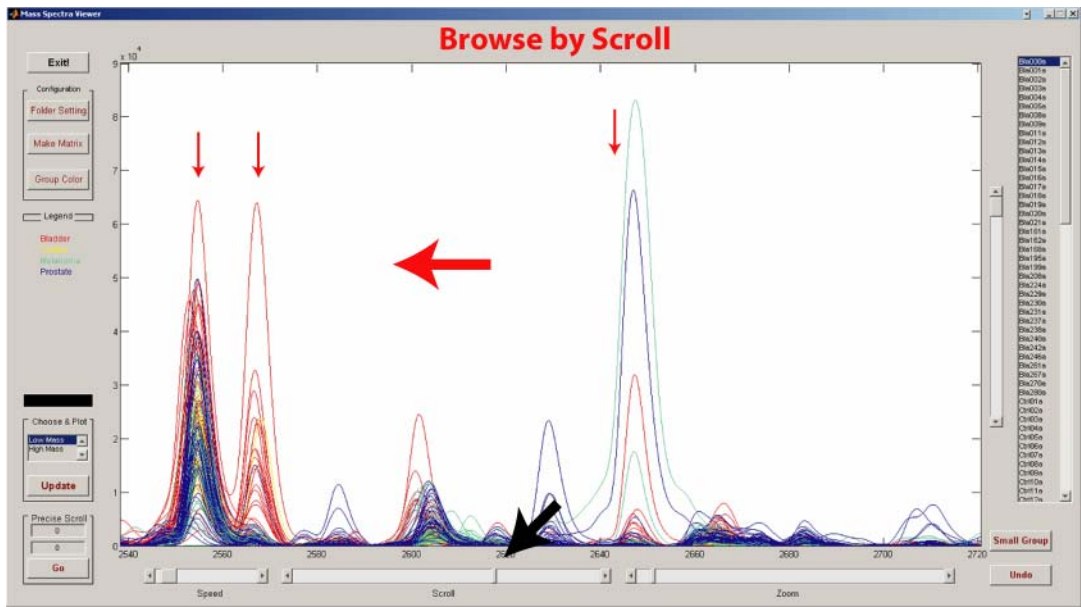 Mass Spectra Viewer
Browse by Scroll
Exit!
Configuration
Folder Setting
Make Matrix
Group Color
Legend
Bladder
Melanoma
Prostate
Choose & Plot
Low Mass
High Mass
Update
Precise Scroll
0
0
Go
x 10
4
9
8
7
6
5
4
3
2
1
0
2540 2560 2580 2600 2620 2640 2660 2680 2700 2720
Speed Scroll Zoom
Bla000a
Bla001a
Bla002a
Bla003a
Bla004a
Bla005a
Bla008a
Bla009a
Bla011a
Bla012a
Bla013a
Bla014a
Bla015a
Bla016a
Bla017a
Bla018a
Bla019a
Bla020a
Bla021a
Bla161a
Bla162a
Bla168a
Bla195a
Bla199a
Bla208a
Bla224a
Bla229a
Bla230a
Bla231a
Bla237a
Bla238a
Bla240a
Bla242a
Bla246a
Bla261a
Bla267a
Bla270a
Bla290a
Ctrl01a
Ctrl02a
Ctrl03a
Ctrl04a
Ctrl05a
Ctrl06a
Ctrl07a
Ctrl08a
Ctrl09a
Ctrl10a
Ctrl11a
Ctrl12a
Small Group
Undo